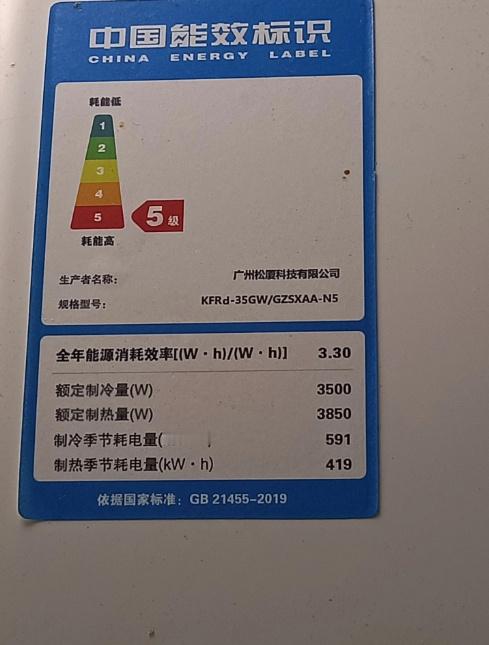 中国能效标识
CHINA ENERGY LABEL
耗能低
1
2
3
4
5
5级
耗能高
生产者名称: 广州松厦科技有限公司
规格型号: KFRd-35GW/GZSXAA-N5
全年能源消耗效率[(W·h)/(W·h)] 3.30
额定制冷量(W) 3500
额定制热量(W) 3850
制冷季节耗电量( 591
制热季节耗电量(kW·h) 419
依据国家标准: GB 21455-2019